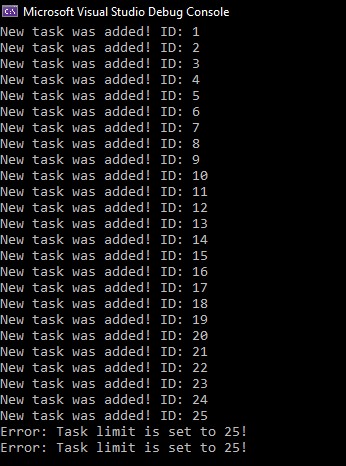 Microsoft Visual Studio Debug Console
New task was added! ID: 1
New task was added! ID: 2
New task was added! ID: 3
New task was added! ID: 4
New task was added! ID: 5
New task was added! ID: 6
New task was added! ID: 7
New task was added! ID: 8
New task was added! ID: 9
New task was added! ID: 10
New task was added! ID: 11
New task was added! ID: 12
New task was added! ID: 13
New task was added! ID: 14
New task was added! ID: 15
New task was added! ID: 16
New task was added! ID: 17
New task was added! ID: 18
New task was added! ID: 19
New task was added! ID: 20
New task was added! ID: 21
New task was added! ID: 22
New task was added! ID: 23
New task was added! ID: 24
New task was added! ID: 25
Error: Task limit is set to 25!
Error: Task limit is set to 25!